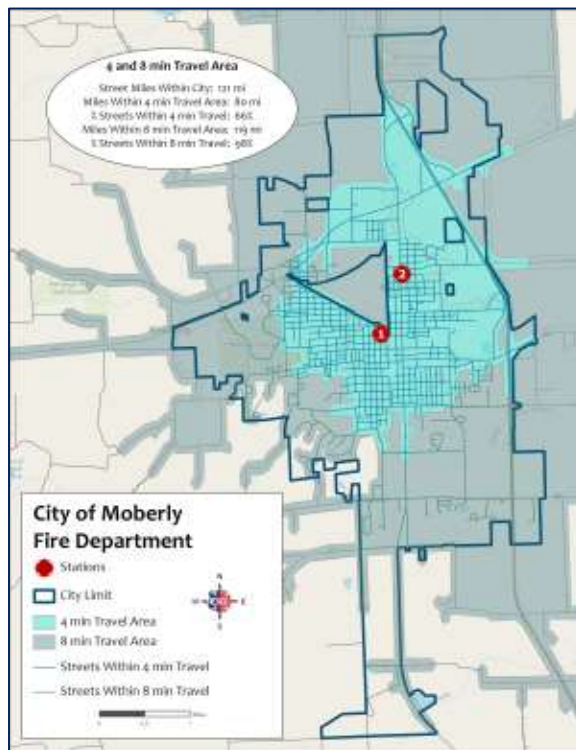 4 and 8 min Travel Area
Street Miles Within City: 121 mi
Miles Within 4 min Travel Area: 80 mi
% Streets Within 4 min Travel: 66%
Miles Within 8 min Travel Area: 119 mi
% Streets Within 8 min Travel: 98%
2
1
City of Moberly
Fire Department
Stations
City Limit
4 min Travel Area
8 min Travel Area
Streets Within 4 min Travel
Streets Within 8 min Travel
N
W
E
S